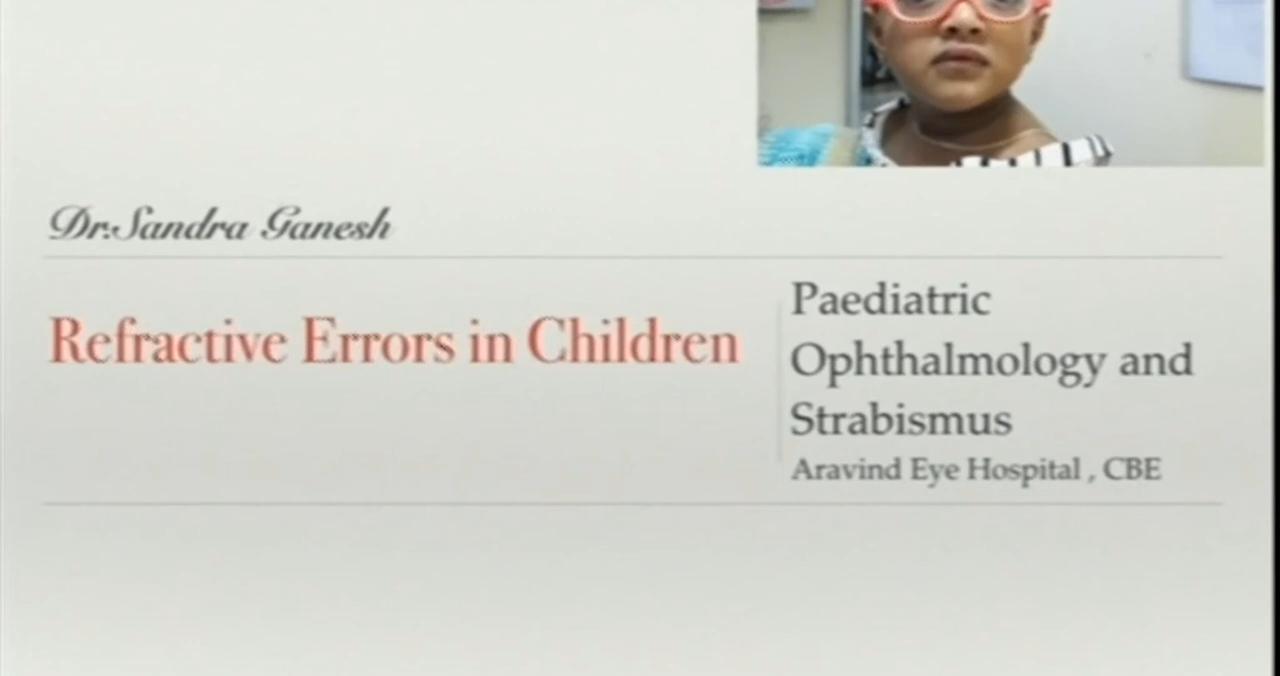 Dr.Sandra Ganesh
Refractive Errors in Children
Paediatric
Ophthalmology and
Strabismus
Aravind Eye Hospital , CBE